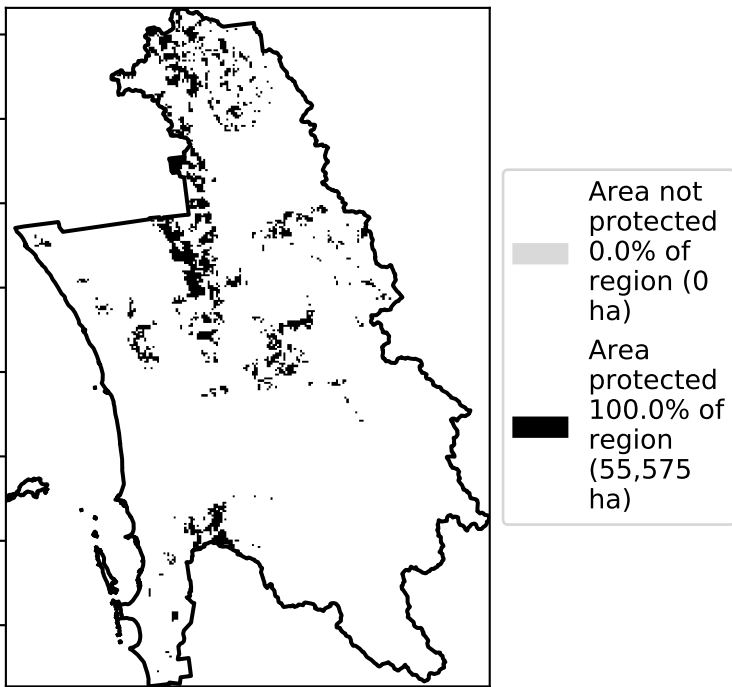 Area not
protected
0.0% of
region (0
ha)
Area
protected
100.0% of
region
(55,575
ha)